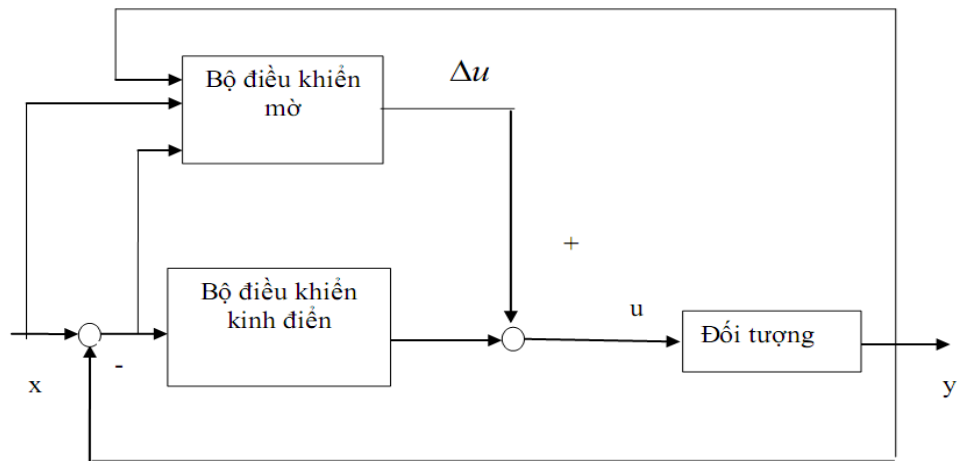 Bộ điều khiển
mờ
Δu
+
Bộ điều khiển
kinh điển
u
Đối tượng
-
x
y